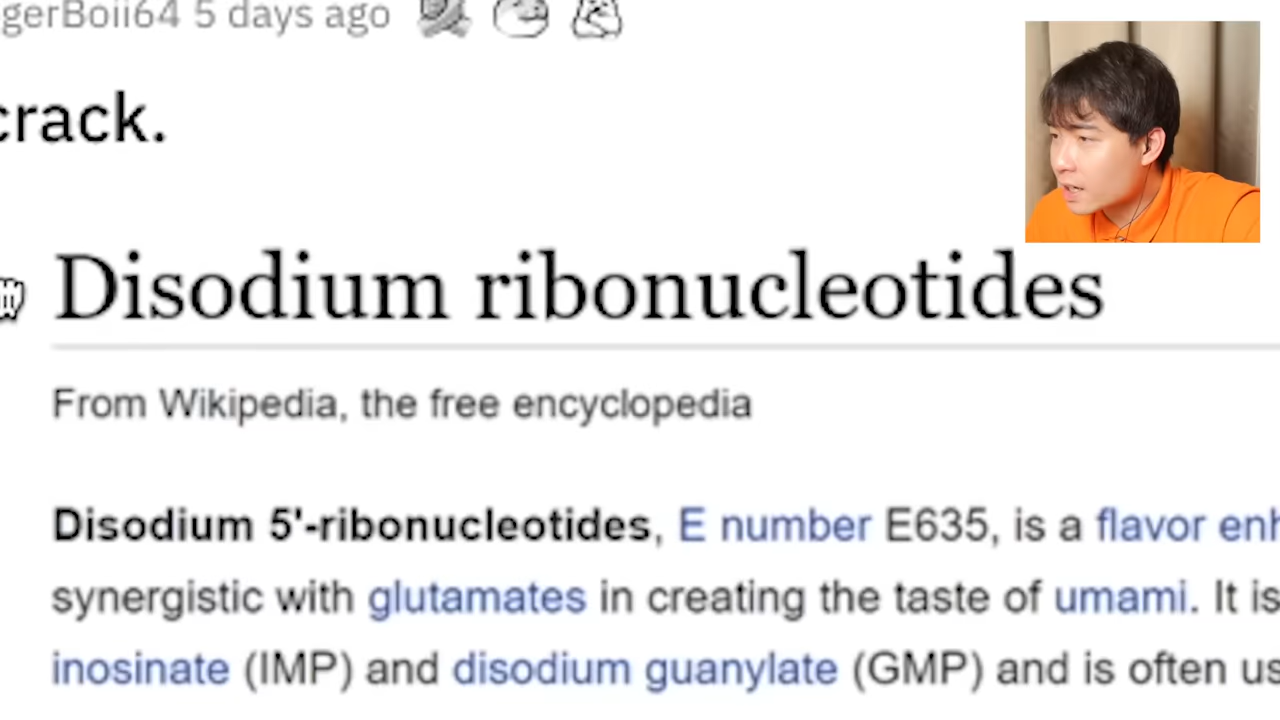 gerBoii64 5 days ago
crack.
Disodium ribonucleotides
From Wikipedia, the free encyclopedia
Disodium 5'-ribonucleotides, E number E635, is a flavor enh
synergistic with glutamates in creating the taste of umami. It is
inosinate (IMP) and disodium guanylate (GMP) and is often us